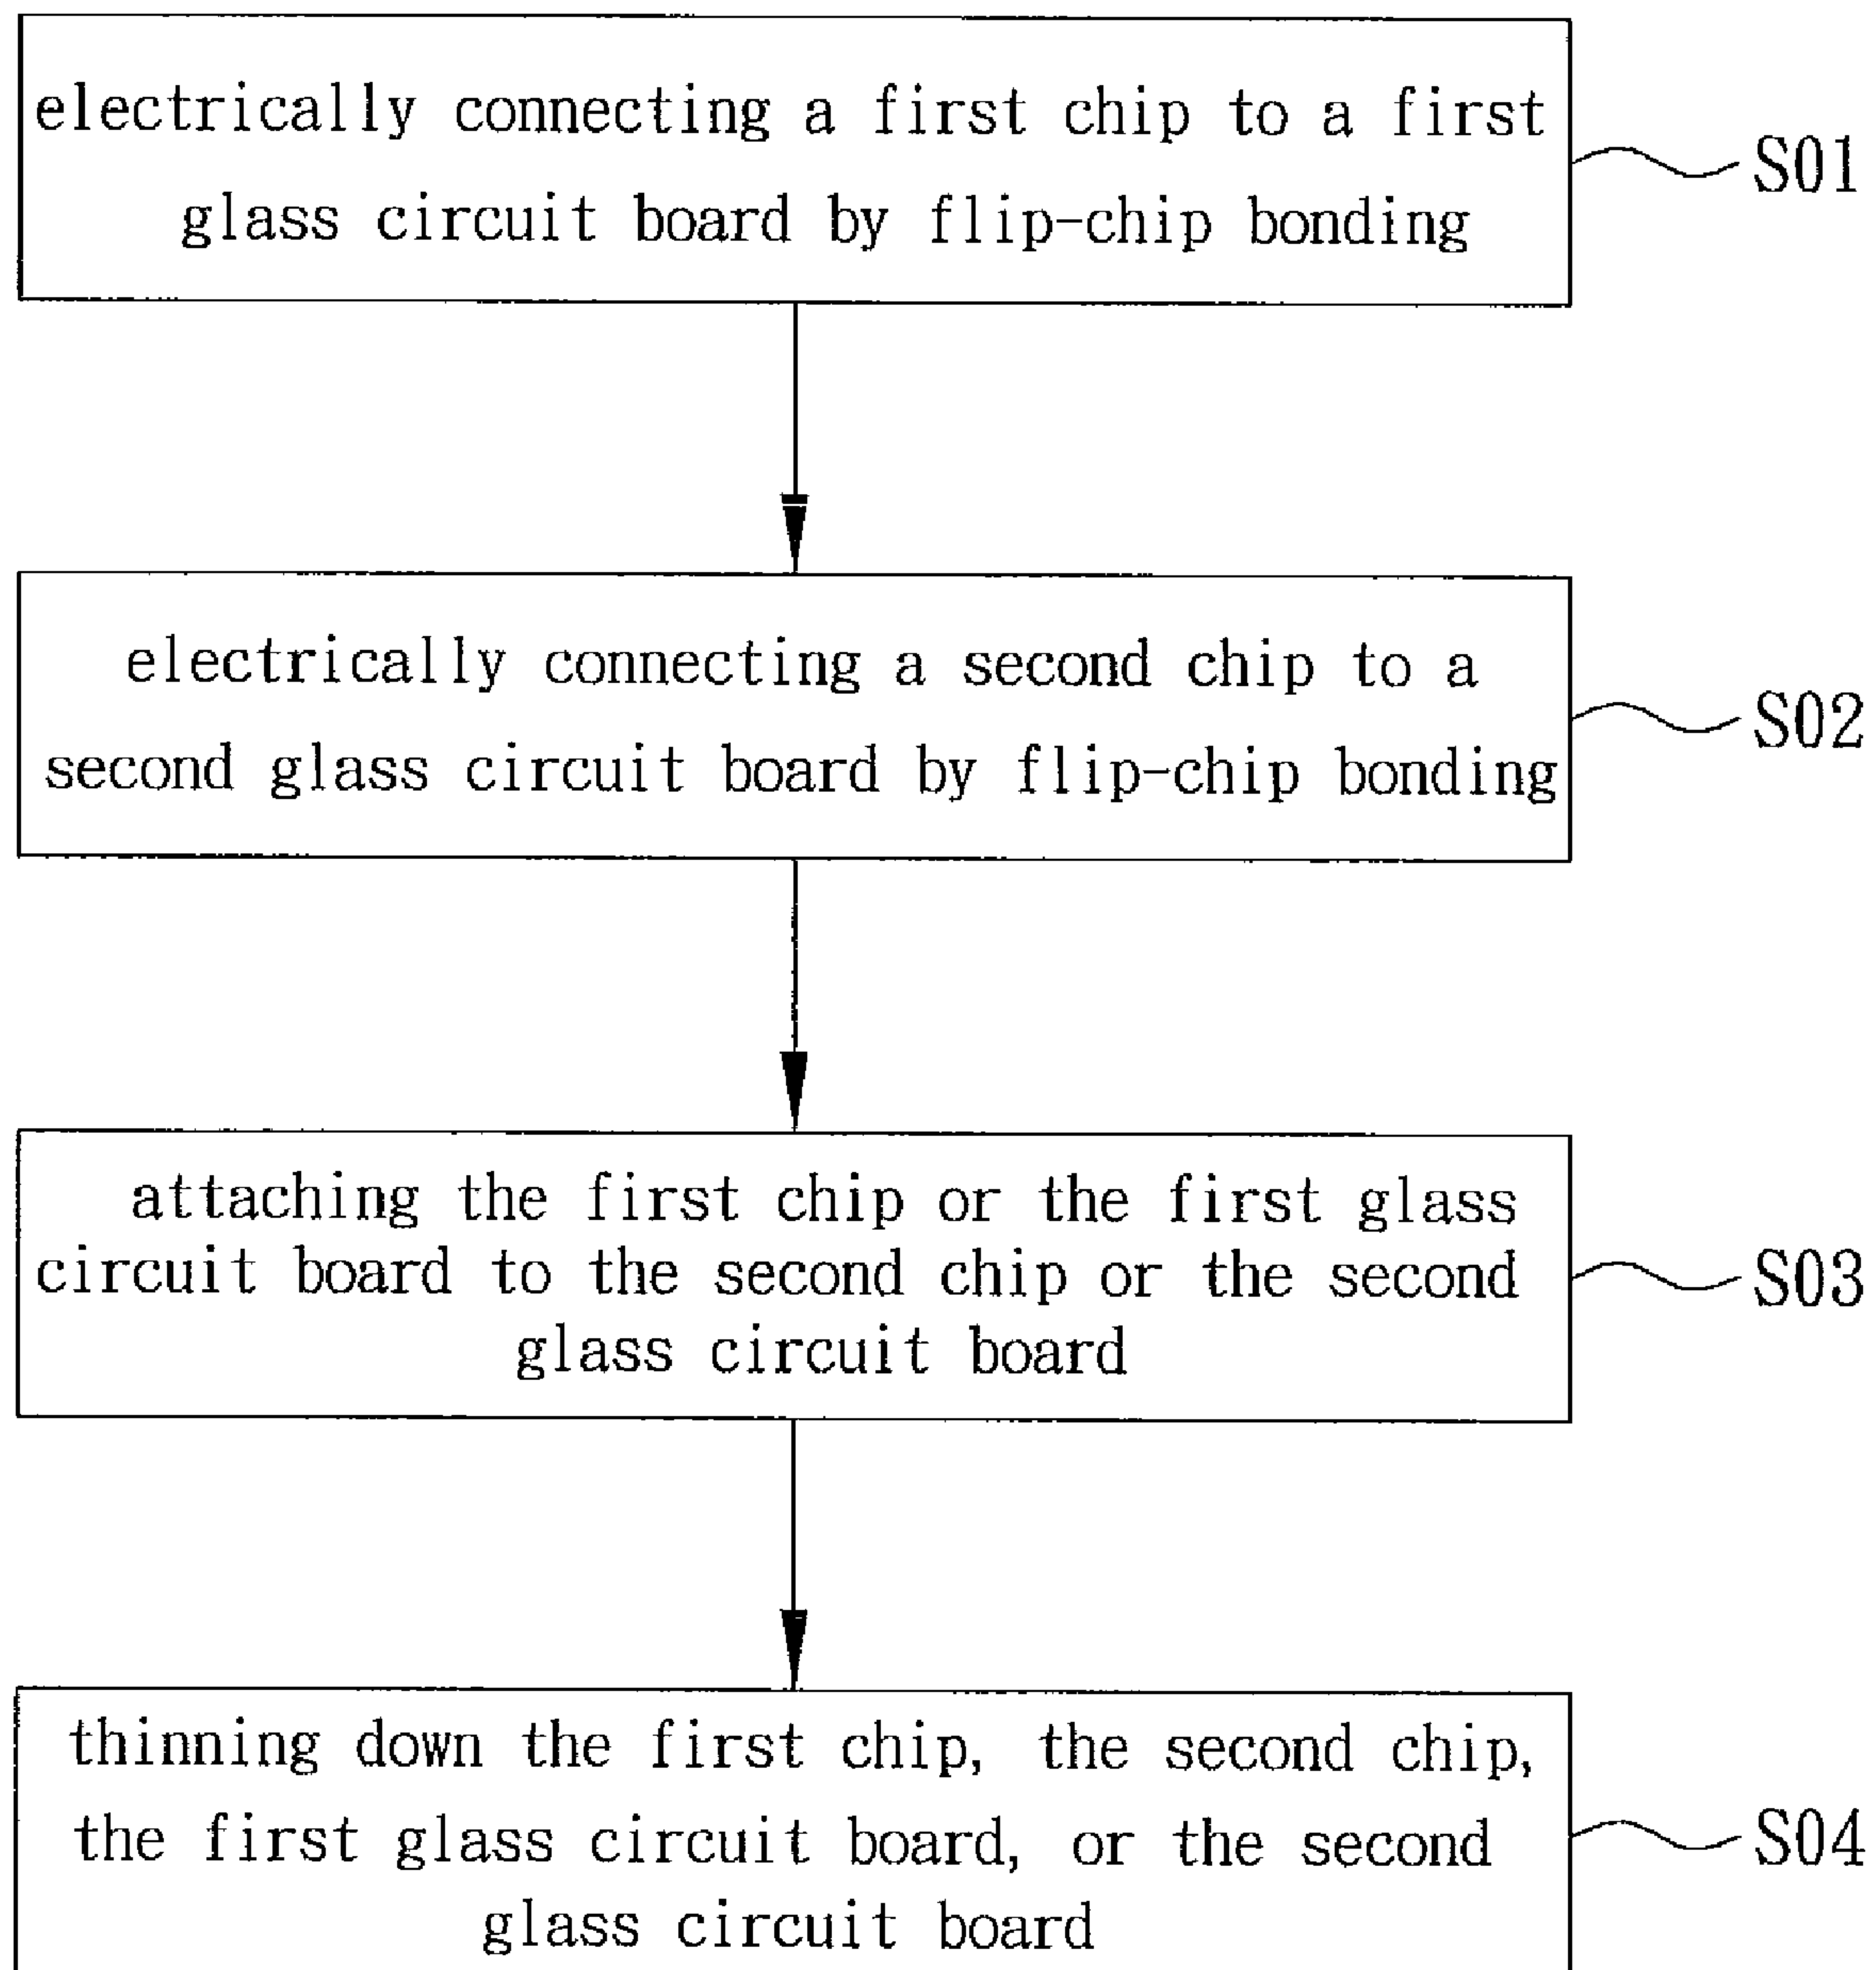 electrically connecting a first chip to a first
glass circuit board by flip-chip bonding
S01
electrically connecting a second chip to a
second glass circuit board by flip-chip bonding
S02
attaching the first chip or the first glass
circuit board to the second chip or the second
glass circuit board
S03
thinning down the first chip, the second chip,
the first glass circuit board, or the second
glass circuit board
S04